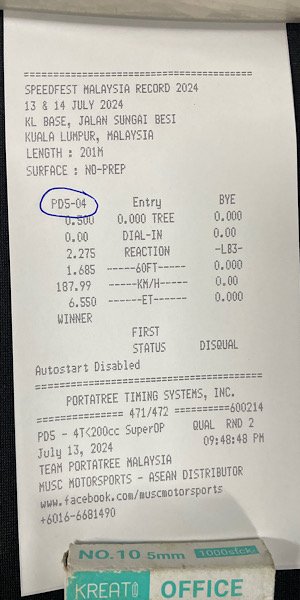 ==========================================
SPEEDFEST MALAYSIA RECORD 2024
13 & 14 JULY 2024
KL BASE, JALAN SUNGAI BESI
KUALA LUMPUR, MALAYSIA
LENGTH : 201M
SURFACE : NO-PREP
PD5-04 Entry BYE
0.500 0.000 TREE 0.000
0.00 DIAL-IN 0.00
2.275 REACTION -LB3-
1.685 ------60FT------ 0.000
187.99 ------KM/H------ 0.00
6.550 ------ET------ 0.000
WINNER
FIRST
STATUS DISQUAL
Autostart Disabled
==========================================
PORTATREE TIMING SYSTEMS, INC.
=============== 471/472 ==========600214
PD5 - 4T<200cc SuperOP QUAL RND 2
July 13, 2024 09:48:48 PM
TEAM PORTATREE MALAYSIA
MUSC MOTORSPORTS - ASEAN DISTRIBUTOR
www.facebook.com/muscmotorsports
+6016-6681490
NO.10 5mm 1000stck.
KREATO OFFICE